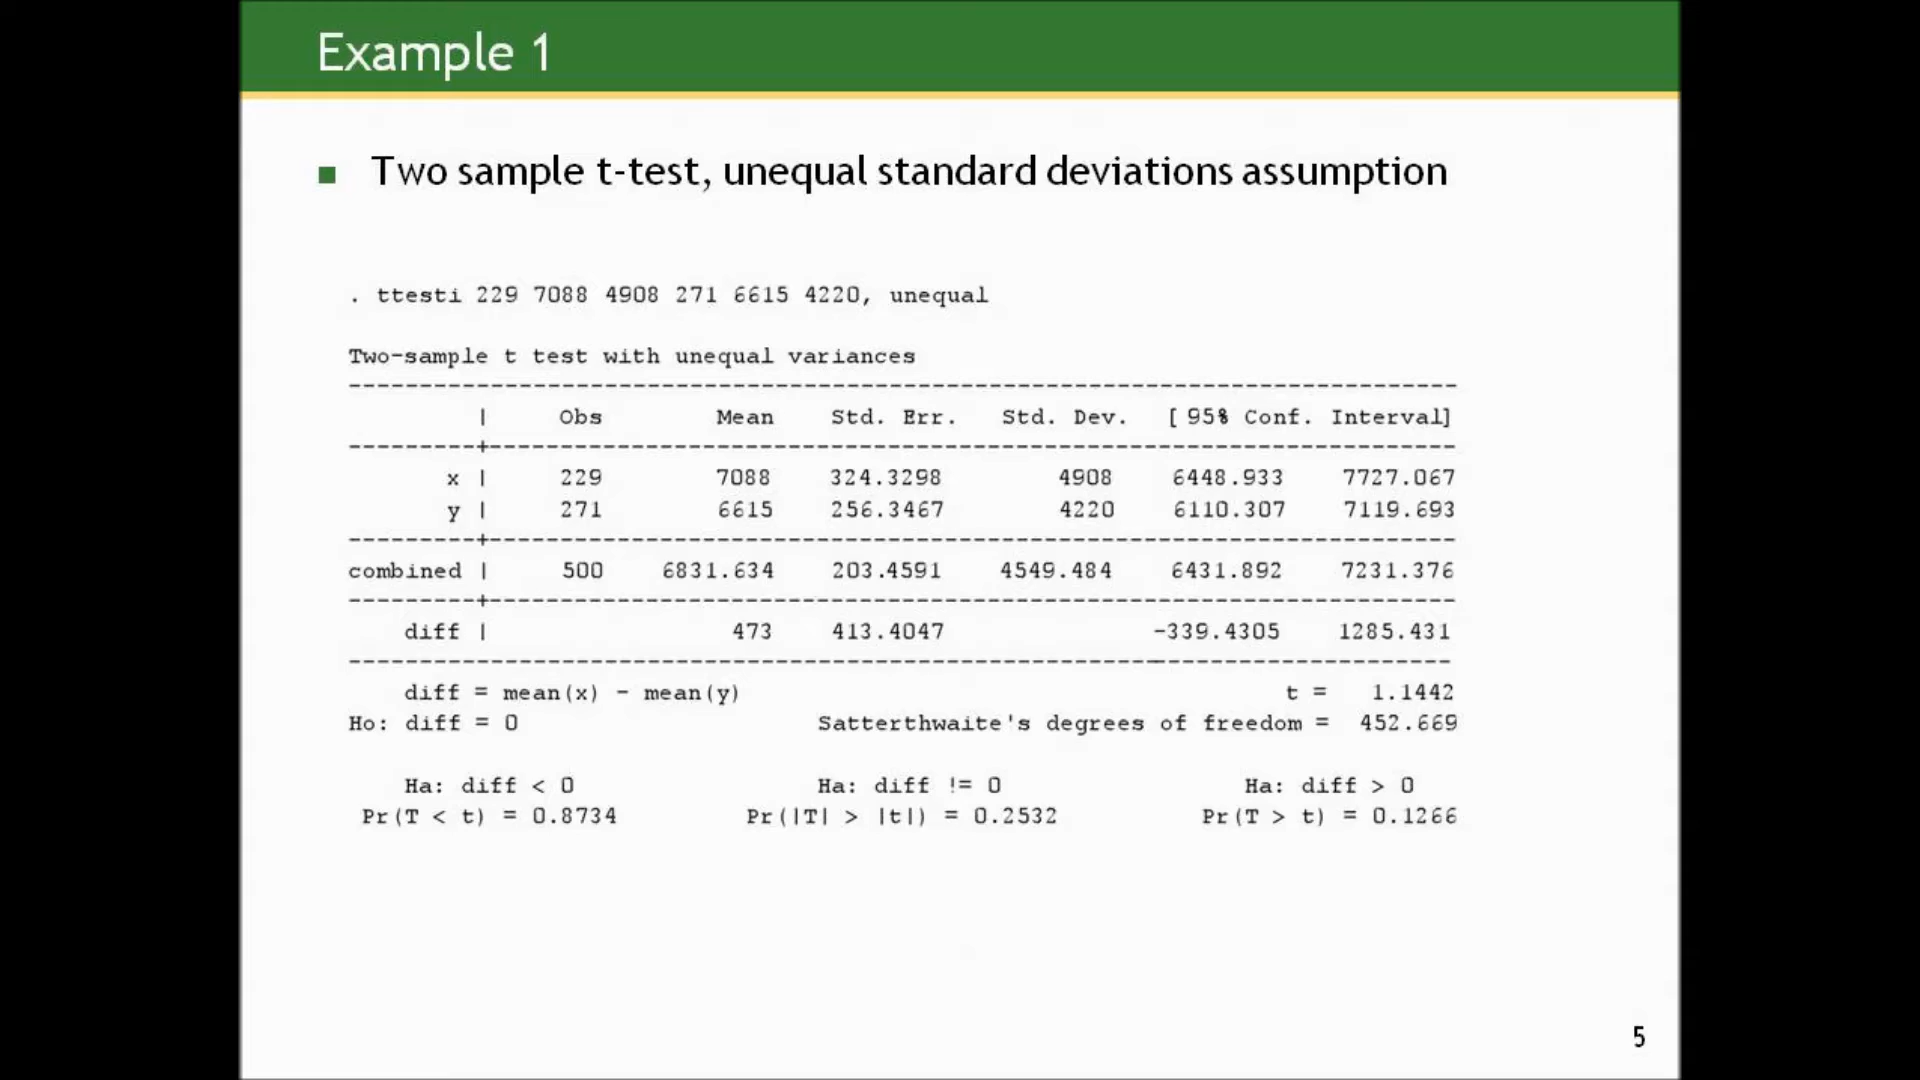 Example 1
Two sample t-test, unequal standard deviations assumption
. ttesti 229 7088 4908 271 6615 4220, unequal
Two-sample t test with unequal variances
------------------------------------------------------------------------------
         |     Obs        Mean    Std. Err.   Std. Dev.   [ 95% Conf. Interval]
---------+--------------------------------------------------------------------
       x |     229        7088    324.3298        4908    6448.933    7727.067
       y |     271        6615    256.3467        4220    6110.307    7119.693
---------+--------------------------------------------------------------------
combined |     500    6831.634    203.4591    4549.484    6431.892    7231.376
---------+--------------------------------------------------------------------
    diff |                 473    413.4047               -339.4305    1285.431
------------------------------------------------------------------------------
    diff = mean(x) - mean(y)                                      t =   1.1442
Ho: diff = 0                     Satterthwaite's degrees of freedom =  452.669
    Ha: diff < 0                 Ha: diff != 0                 Ha: diff > 0
 Pr(T < t) = 0.8734         Pr(|T| > |t|) = 0.2532          Pr(T > t) = 0.1266
5